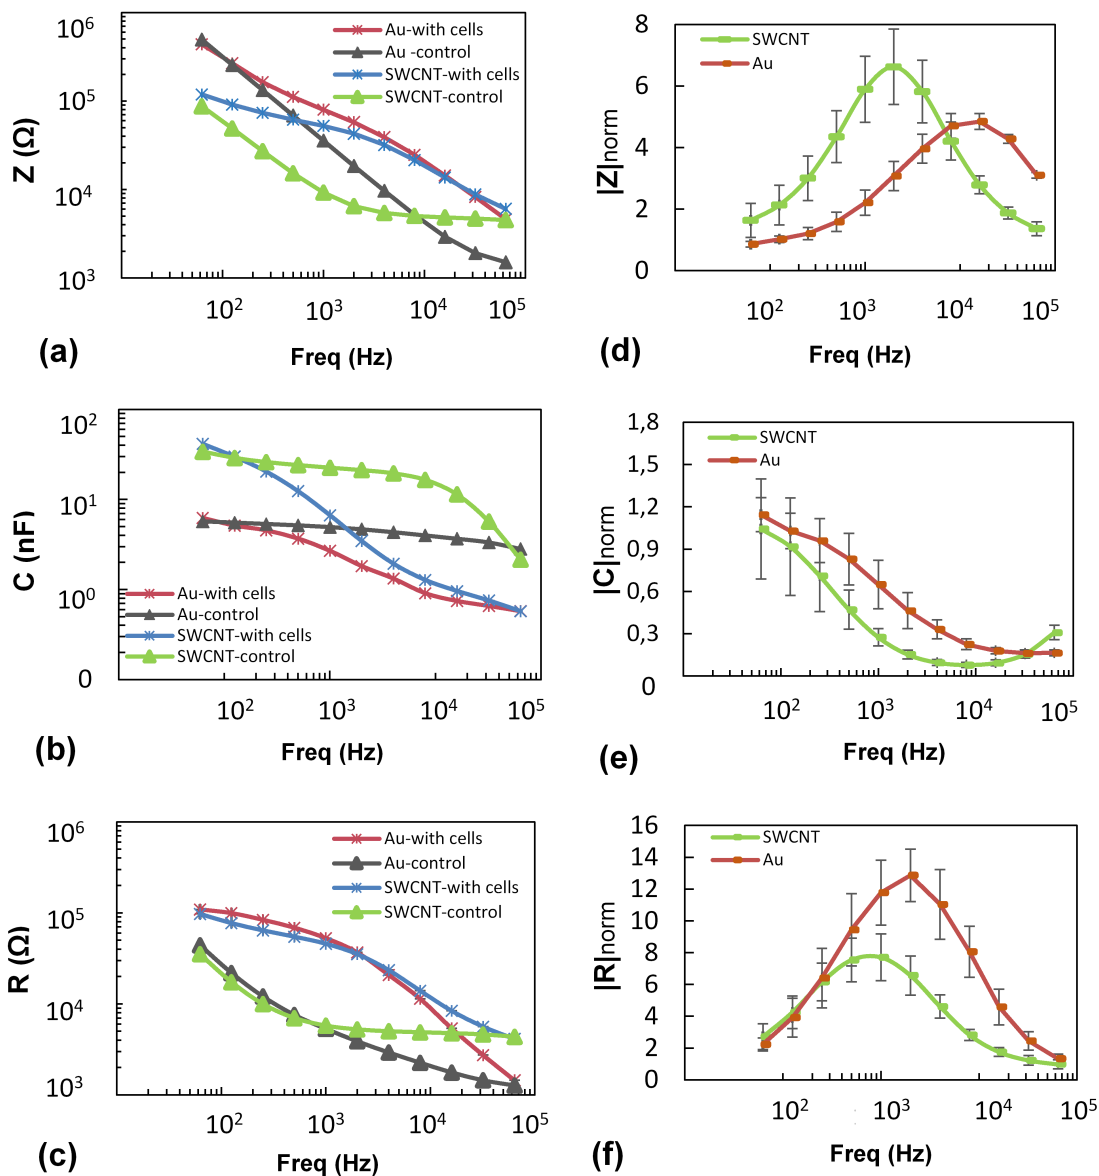 10⁶
10⁵
10⁴
10³
Z (Ω)
Au-with cells
Au -control
SWCNT-with cells
SWCNT-control
10² 10³ 10⁴ 10⁵
Freq (Hz)
(a)
8
6
4
2
0
|Z|norm
SWCNT
Au
10² 10³ 10⁴ 10⁵
Freq (Hz)
(d)
10²
10¹
10⁰
0
C (nF)
Au-with cells
Au-control
SWCNT-with cells
SWCNT-control
10² 10³ 10⁴ 10⁵
Freq (Hz)
(b)
1,8
1,5
1,2
0,9
0,6
0,3
0
|C|norm
SWCNT
Au
10² 10³ 10⁴ 10⁵
Freq (Hz)
(e)
10⁶
10⁵
10⁴
10³
R (Ω)
Au-with cells
Au-control
SWCNT-with cells
SWCNT-control
10² 10³ 10⁴ 10⁵
Freq (Hz)
(c)
16
14
12
10
8
6
4
2
0
|R|norm
SWCNT
Au
10² 10³ 10⁴ 10⁵
Freq (Hz)
(f)